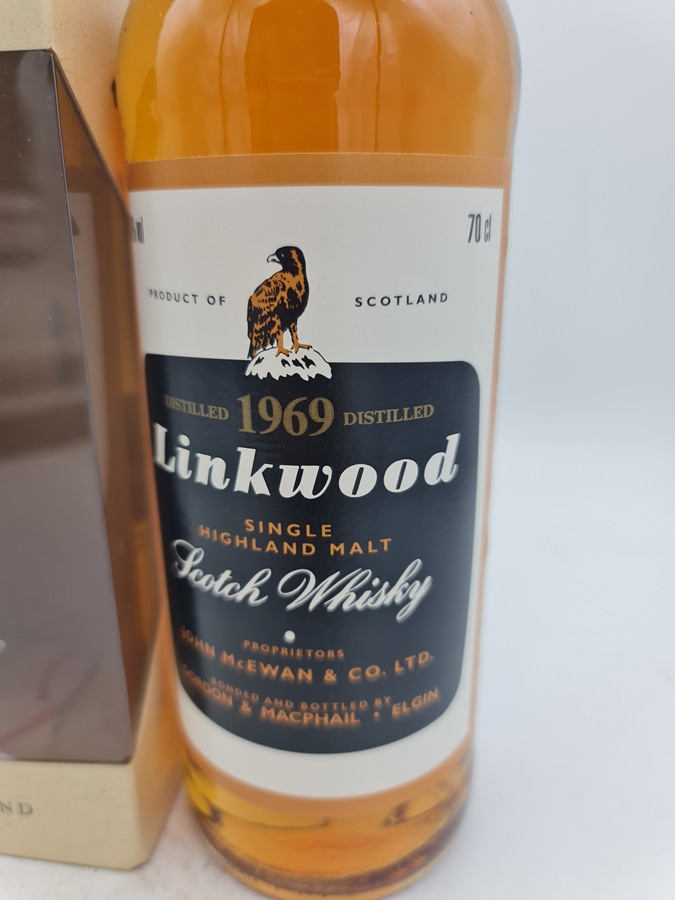 70 cl
PRODUCT OF SCOTLAND
DISTILLED 1969 DISTILLED
Linkwood
SINGLE
HIGHLAND MALT
Scotch Whisky
PROPRIETORS
JOHN McEWAN & CO. LTD.
BONDED AND BOTTLED BY
GORDON & MACPHAIL · ELGIN